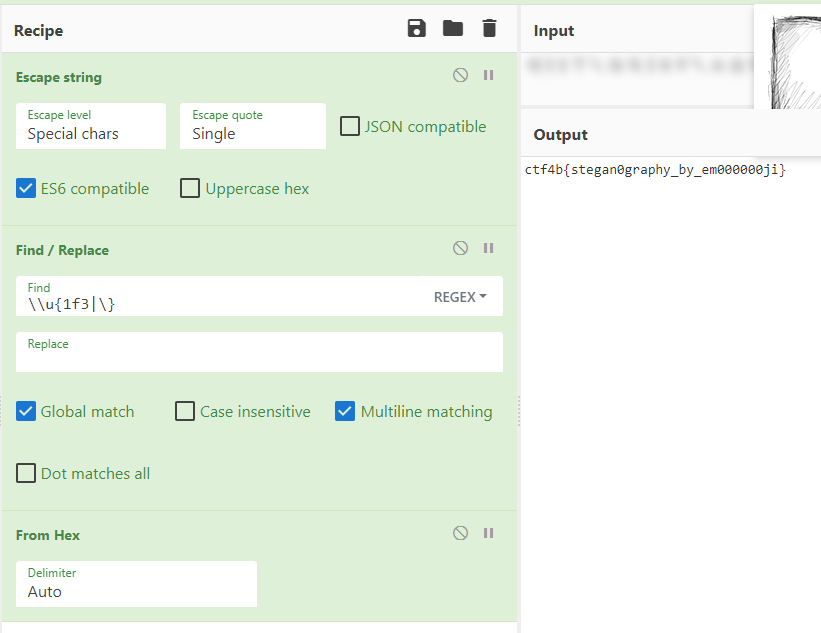 Recipe
Escape string
Escape level
Special chars
Escape quote
Single
JSON compatible
ES6 compatible
Uppercase hex
Find / Replace
Find
\\u{1f3|\}
REGEX
Replace
Global match
Case insensitive
Multiline matching
Dot matches all
From Hex
Delimiter
Auto
Input
Output
ctf4b{stegan0graphy_by_em000000ji}